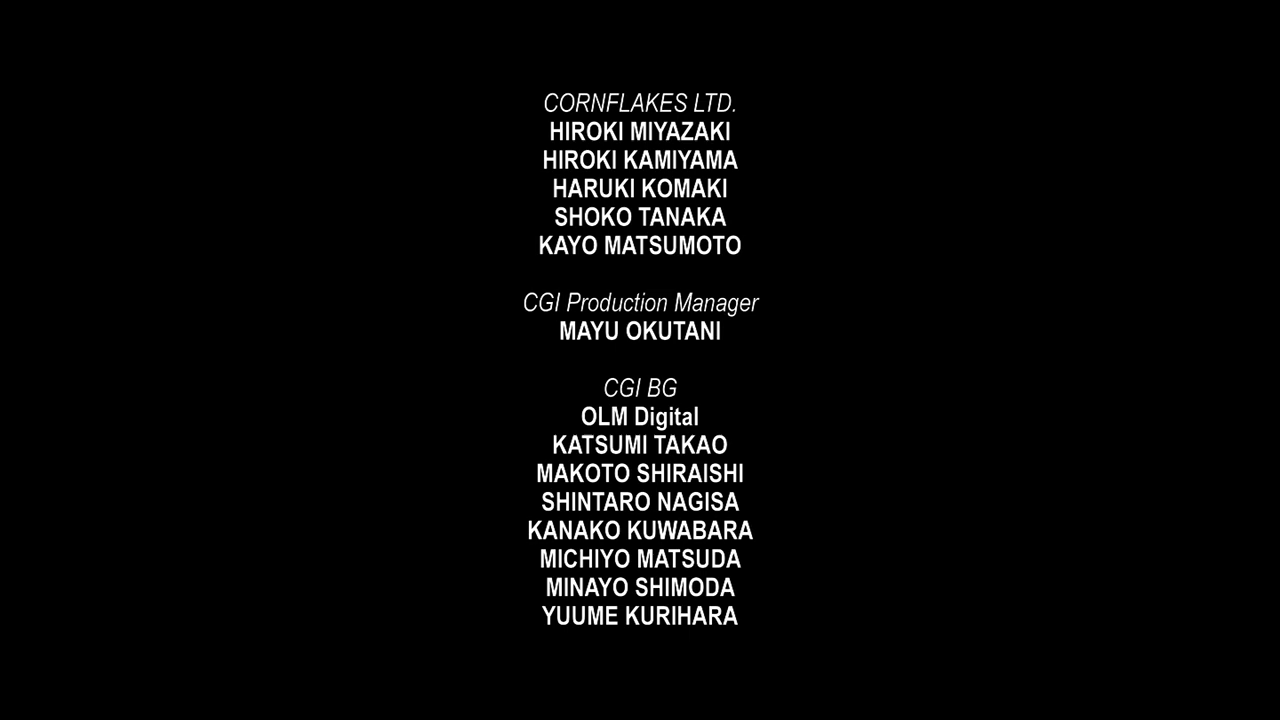 CORNFLAKES LTD.
HIROKI MIYAZAKI
HIROKI KAMIYAMA
HARUKI KOMAKI
SHOKO TANAKA
KAYO MATSUMOTO
CGI Production Manager
MAYU OKUTANI
CGI BG
OLM Digital
KATSUMI TAKAO
MAKOTO SHIRAISHI
SHINTARO NAGISA
KANAKO KUWABARA
MICHIYO MATSUDA
MINAYO SHIMODA
YUUME KURIHARA